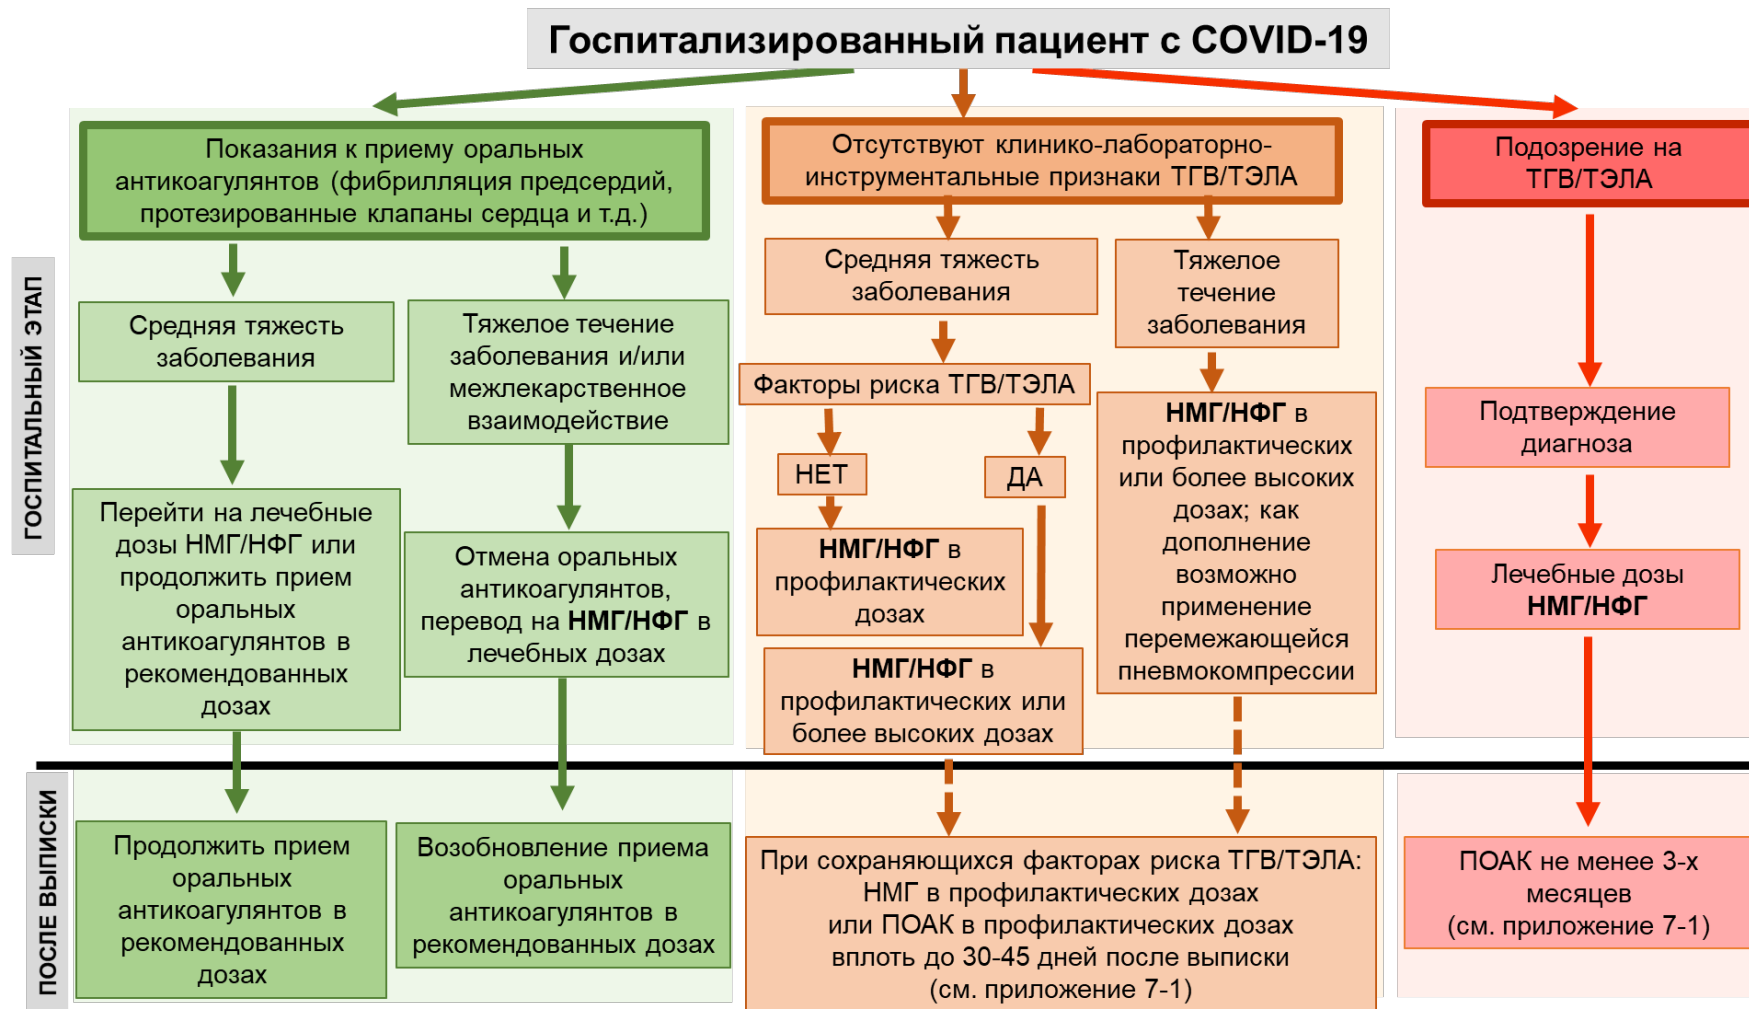 Госпитализированный пациент с COVID-19
ГОСПИТАЛЬНЫЙ ЭТАП
Показания к приему оральных
антикоагулянтов (фибрилляция предсердий,
протезированные клапаны сердца и т.д.)
Средняя тяжесть
заболевания
Перейти на лечебные
дозы НМГ/НФГ или
продолжить прием
оральных
антикоагулянтов в
рекомендованных
дозах
Тяжелое течение
заболевания и/или
межлекарственное
взаимодействие
Отмена оральных
антикоагулянтов,
перевод на НМГ/НФГ в
лечебных дозах
Отсутствуют клинико-лабораторно-
инструментальные признаки ТГВ/ТЭЛА
Средняя тяжесть
заболевания
Факторы риска ТГВ/ТЭЛА
НЕТ
ДА
НМГ/НФГ в
профилактических
дозах
НМГ/НФГ в
профилактических или
более высоких дозах
Тяжелое
течение
заболевания
НМГ/НФГ в
профилактических
или более высоких
дозах; как
дополнение
возможно
применение
перемежающейся
пневмокомпрессии
Подозрение на
ТГВ/ТЭЛА
Подтверждение
диагноза
Лечебные дозы
НМГ/НФГ
ПОСЛЕ ВЫПИСКИ
Продолжить прием
оральных
антикоагулянтов в
рекомендованных
дозах
Возобновление приема
оральных
антикоагулянтов в
рекомендованных дозах
При сохраняющихся факторах риска ТГВ/ТЭЛА:
НМГ в профилактических дозах
или ПОАК в профилактических дозах
вплоть до 30-45 дней после выписки
(см. приложение 7-1)
ПОАК не менее 3-х
месяцев
(см. приложение 7-1)